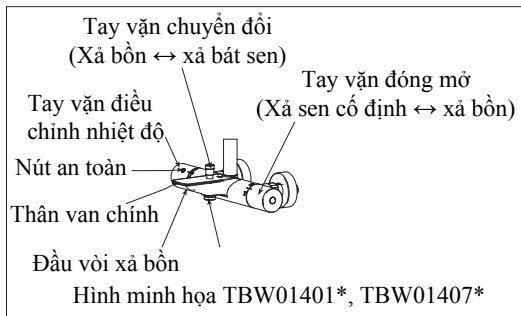 Tay vặn chuyển đổi
(Xả bồn ↔ xả bát sen)
Tay vặn đóng mở
(Xả sen cố định ↔ xả bồn)
Tay vặn điều
chỉnh nhiệt độ
Nút an toàn
Thân van chính
Đầu vòi xả bồn
Hình minh họa TBW01401*, TBW01407*